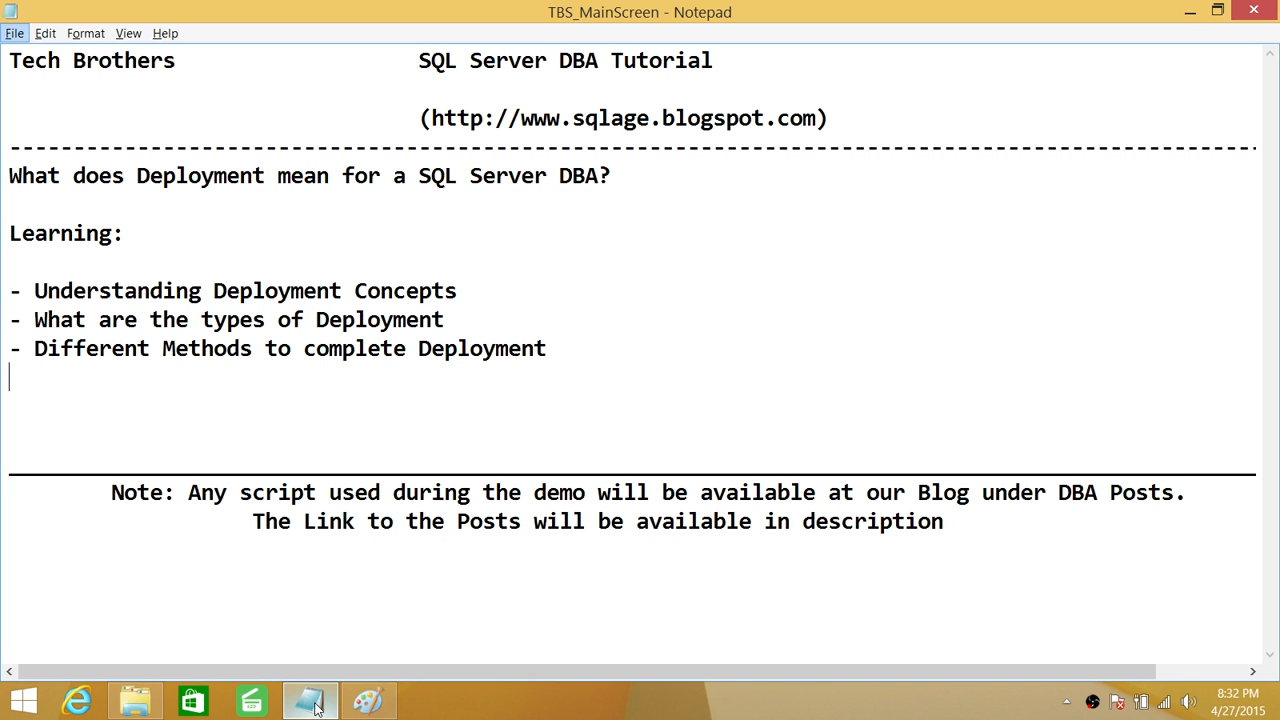 TBS_MainScreen - Notepad
File Edit Format View Help
Tech Brothers SQL Server DBA Tutorial
(http://www.sqlage.blogspot.com)
--------------------------------------------------------------------------------------------------
What does Deployment mean for a SQL Server DBA?
Learning:
- Understanding Deployment Concepts
- What are the types of Deployment
- Different Methods to complete Deployment
Note: Any script used during the demo will be available at our Blog under DBA Posts.
The Link to the Posts will be available in description
8:32 PM
4/27/2015